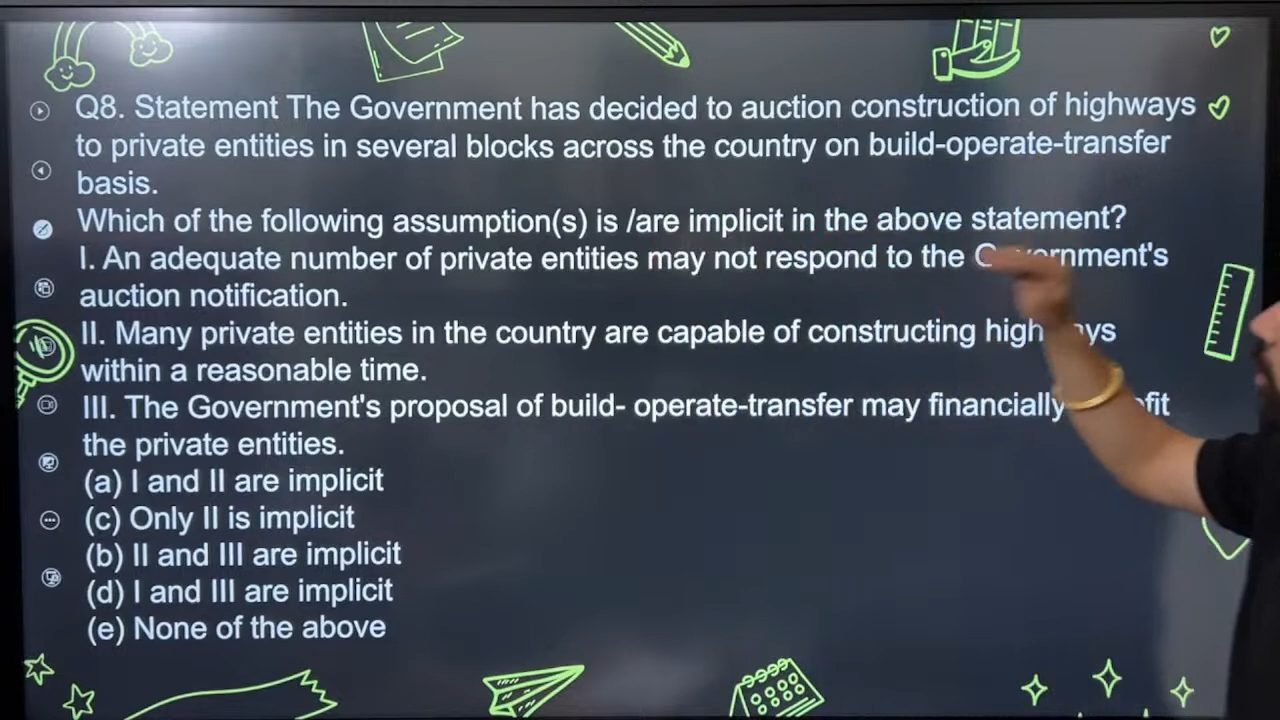 Q8. Statement The Government has decided to auction construction of highways
to private entities in several blocks across the country on build-operate-transfer
basis.
Which of the following assumption(s) is /are implicit in the above statement?
I. An adequate number of private entities may not respond to the Government's
auction notification.
II. Many private entities in the country are capable of constructing highways
within a reasonable time.
III. The Government's proposal of build- operate-transfer may financially
the private entities.
(a) I and II are implicit
(c) Only II is implicit
(b) II and III are implicit
(d) I and III are implicit
(e) None of the above